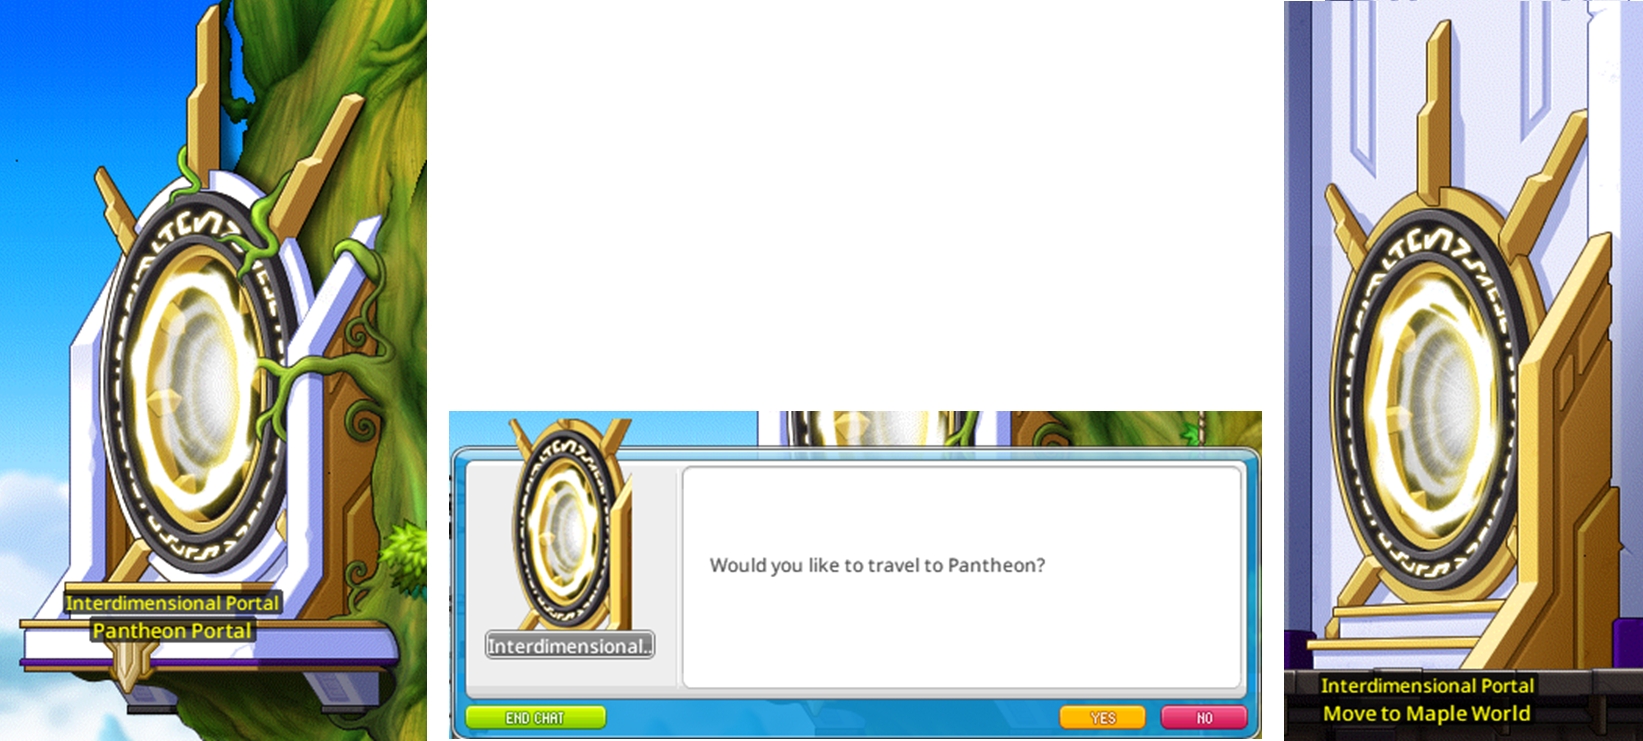 Interdimensional Portal
Pantheon Portal
Would you like to travel to Pantheon?
Interdimensional..
END CHAT
YES
NO
Interdimensional Portal
Move to Maple World